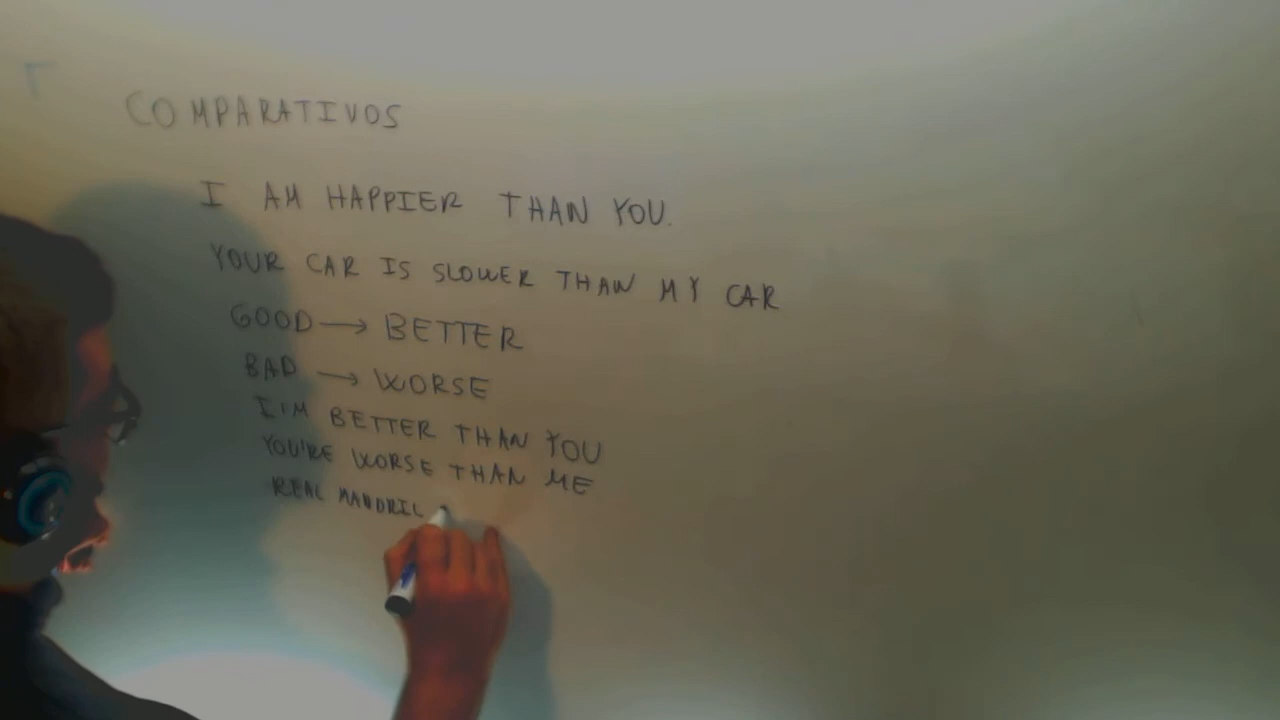 COMPARATIVOS
I AM HAPPIER THAN YOU.
YOUR CAR IS SLOWER THAN MY CAR
GOOD → BETTER
BAD → WORSE
I'M BETTER THAN YOU
YOU'RE WORSE THAN ME
REAL MANDRIL